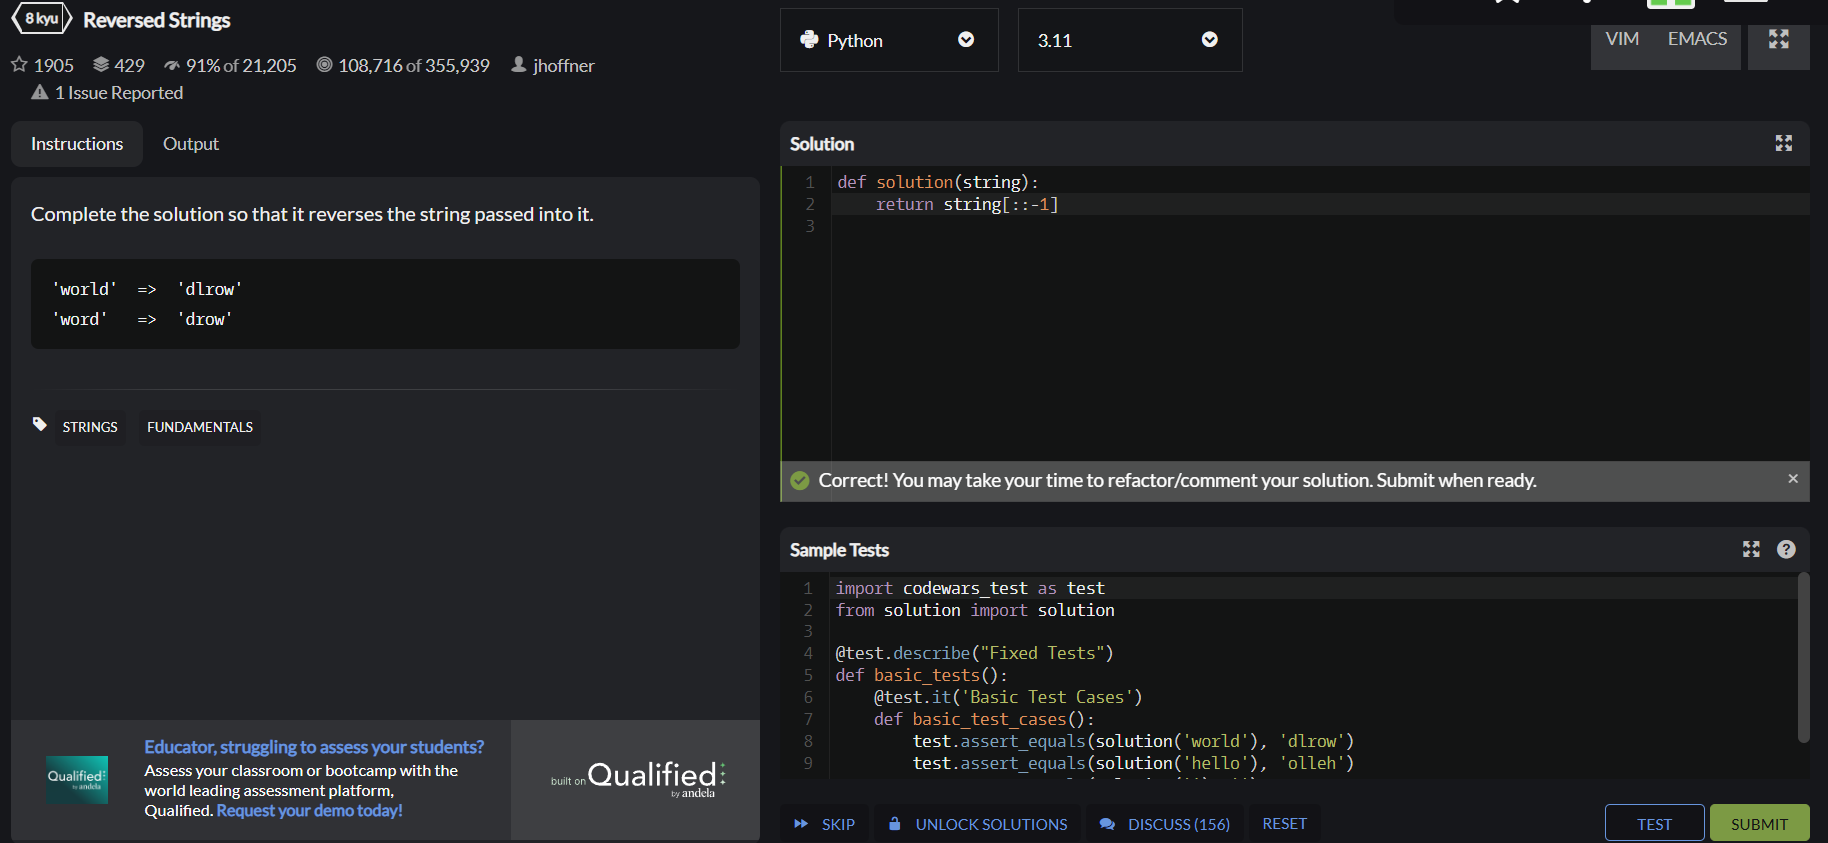 8 kyu Reversed Strings
1905 429 91% of 21,205 108,716 of 355,939 jhoffner
1 Issue Reported
Instructions Output
Complete the solution so that it reverses the string passed into it.
'world' => 'dlrow'
'word' => 'drow'
STRINGS FUNDAMENTALS
Qualified
by andela
Educator, struggling to assess your students?
Assess your classroom or bootcamp with the
world leading assessment platform,
Qualified. Request your demo today!
built on Qualified
by andela
Python 3.11
VIM EMACS
Solution
1 def solution(string):
2 return string[::-1]
3
Correct! You may take your time to refactor/comment your solution. Submit when ready. ×
Sample Tests ?
1 import codewars_test as test
2 from solution import solution
3
4 @test.describe("Fixed Tests")
5 def basic_tests():
6 @test.it('Basic Test Cases')
7 def basic_test_cases():
8 test.assert_equals(solution('world'), 'dlrow')
9 test.assert_equals(solution('hello'), 'olleh')
SKIP UNLOCK SOLUTIONS DISCUSS (156) RESET TEST SUBMIT